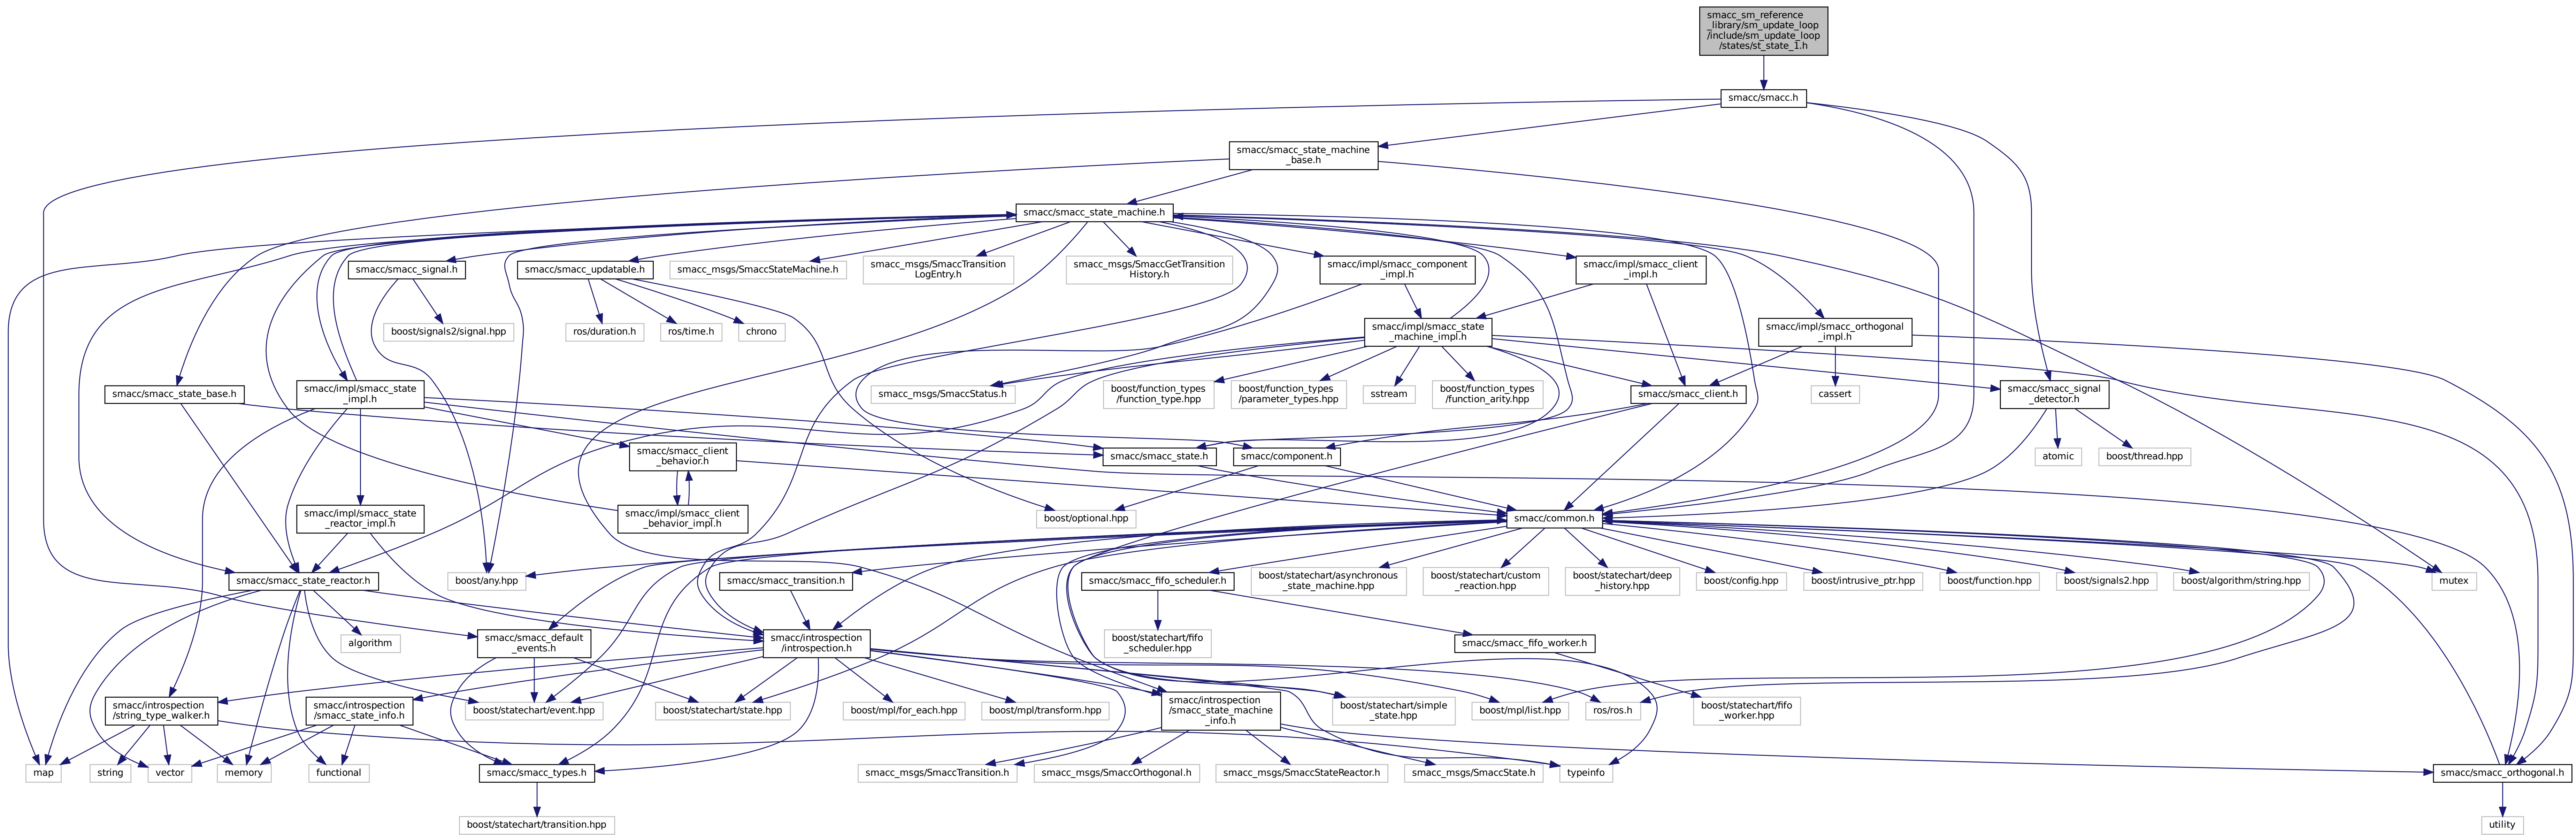 smacc_sm_reference
_library/sm_update_loop
/include/sm_update_loop
/states/st_state_1.h
smacc/smacc.h
smacc/smacc_state_machine
_base.h
smacc/smacc_state_machine.h
smacc/smacc_signal.h
smacc/smacc_updatable.h
smacc_msgs/SmaccStateMachine.h
smacc_msgs/SmaccTransition
LogEntry.h
smacc_msgs/SmaccGetTransition
History.h
smacc/impl/smacc_component
_impl.h
smacc/impl/smacc_client
_impl.h
boost/signals2/signal.hpp
ros/duration.h
ros/time.h
chrono
smacc/impl/smacc_state
_machine_impl.h
smacc/impl/smacc_orthogonal
_impl.h
smacc/smacc_state_base.h
smacc/impl/smacc_state
_impl.h
smacc_msgs/SmaccStatus.h
boost/function_types
/function_type.hpp
boost/function_types
/parameter_types.hpp
sstream
boost/function_types
/function_arity.hpp
smacc/smacc_client.h
cassert
smacc/smacc_signal
_detector.h
smacc/smacc_client
_behavior.h
smacc/smacc_state.h
smacc/component.h
atomic
boost/thread.hpp
smacc/impl/smacc_state
_reactor_impl.h
smacc/impl/smacc_client
_behavior_impl.h
boost/optional.hpp
smacc/common.h
smacc/smacc_state_reactor.h
boost/any.hpp
smacc/smacc_transition.h
smacc/smacc_fifo_scheduler.h
boost/statechart/asynchronous
_state_machine.hpp
boost/statechart/custom
_reaction.hpp
boost/statechart/deep
_history.hpp
boost/config.hpp
boost/intrusive_ptr.hpp
boost/function.hpp
boost/signals2.hpp
boost/algorithm/string.hpp
mutex
algorithm
smacc/smacc_default
_events.h
smacc/introspection
/introspection.h
boost/statechart/fifo
_scheduler.hpp
smacc/smacc_fifo_worker.h
smacc/introspection
/string_type_walker.h
smacc/introspection
/smacc_state_info.h
boost/statechart/event.hpp
boost/statechart/state.hpp
boost/mpl/for_each.hpp
boost/mpl/transform.hpp
smacc/introspection
/smacc_state_machine
_info.h
boost/statechart/simple
_state.hpp
boost/mpl/list.hpp
ros/ros.h
boost/statechart/fifo
_worker.hpp
map
string
vector
memory
functional
smacc/smacc_types.h
smacc_msgs/SmaccTransition.h
smacc_msgs/SmaccOrthogonal.h
smacc_msgs/SmaccStateReactor.h
smacc_msgs/SmaccState.h
typeinfo
smacc/smacc_orthogonal.h
boost/statechart/transition.hpp
utility